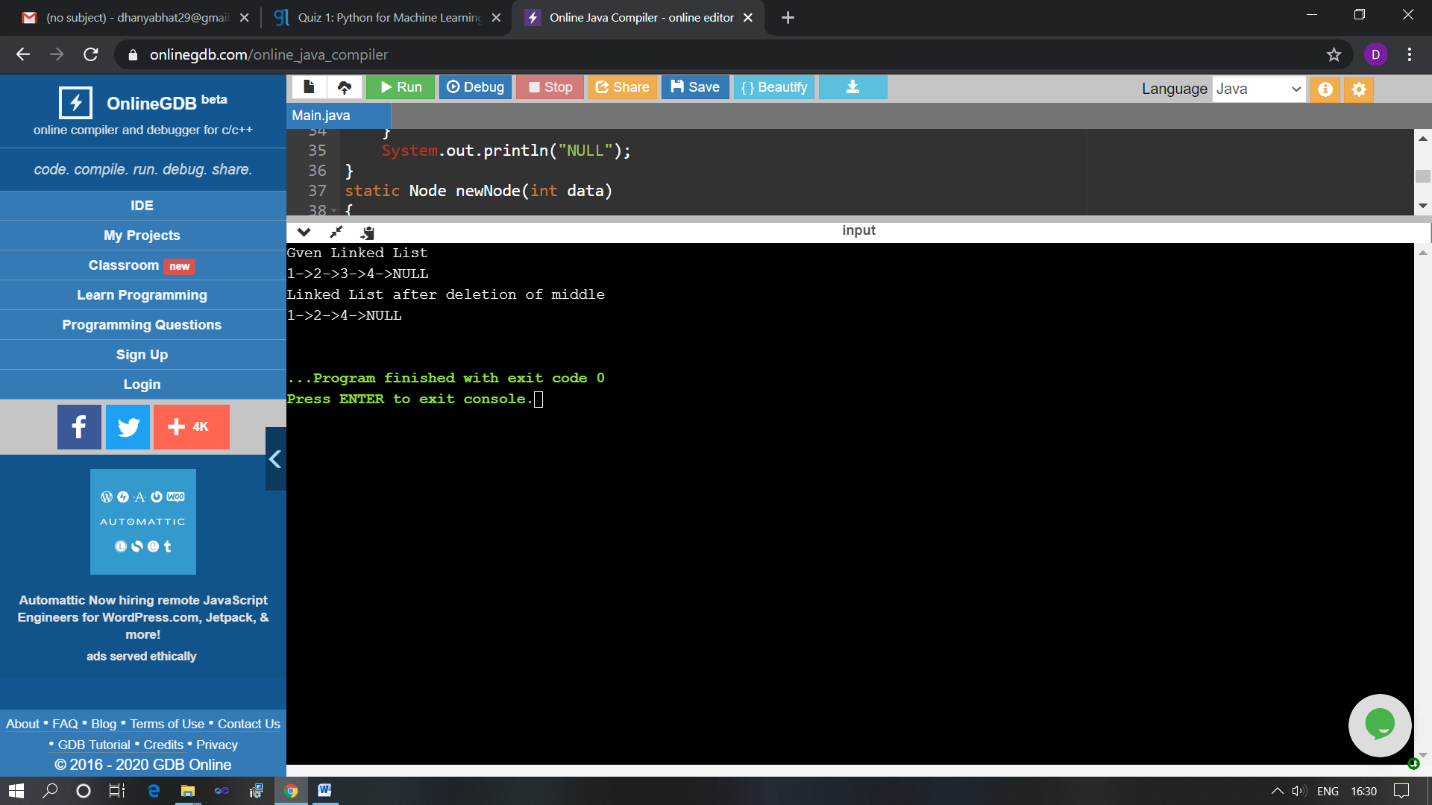 (no subject) - dhanyabhat29@gmail
Quiz 1: Python for Machine Learning
Online Java Compiler - online editor
onlinegdb.com/online_java_compiler
D
OnlineGDB beta
online compiler and debugger for c/c++
code. compile. run. debug. share.
IDE
My Projects
Classroom new
Learn Programming
Programming Questions
Sign Up
Login
4K
AUTOMATTIC
Automattic Now hiring remote JavaScript
Engineers for WordPress.com, Jetpack, &
more!
ads served ethically
About • FAQ • Blog • Terms of Use • Contact Us
• GDB Tutorial • Credits • Privacy
© 2016 - 2020 GDB Online
Run Debug Stop Share Save { } Beautify
Language Java
Main.java
34 }
35 System.out.println("NULL");
36 }
37 static Node newNode(int data)
38 {
input
Gven Linked List
1->2->3->4->NULL
Linked List after deletion of middle
1->2->4->NULL
...Program finished with exit code 0
Press ENTER to exit console.
ENG 16:30